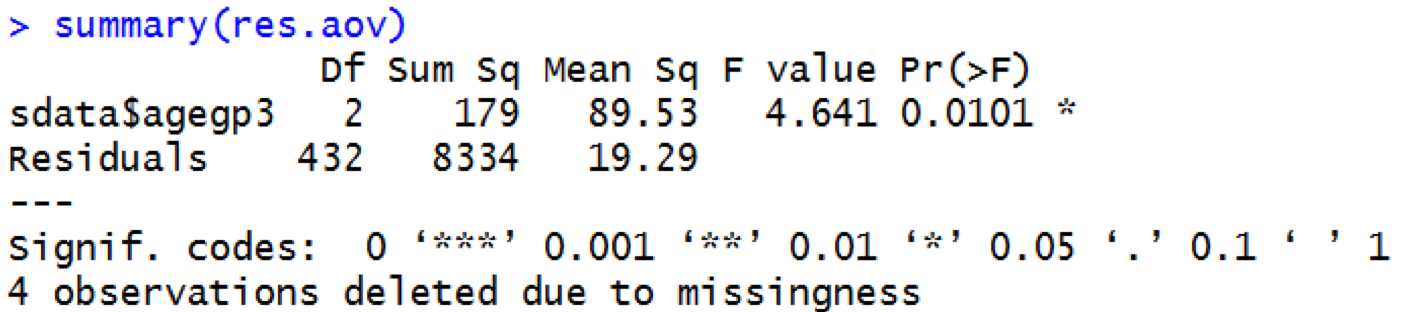 > summary(res.aov)
             Df Sum Sq Mean Sq F value Pr(>F)
sdata$agegp3   2    179   89.53   4.641 0.0101 *
Residuals    432   8334   19.29
---
Signif. codes:  0 ‘***’ 0.001 ‘**’ 0.01 ‘*’ 0.05 ‘.’ 0.1 ‘ ’ 1
4 observations deleted due to missingness